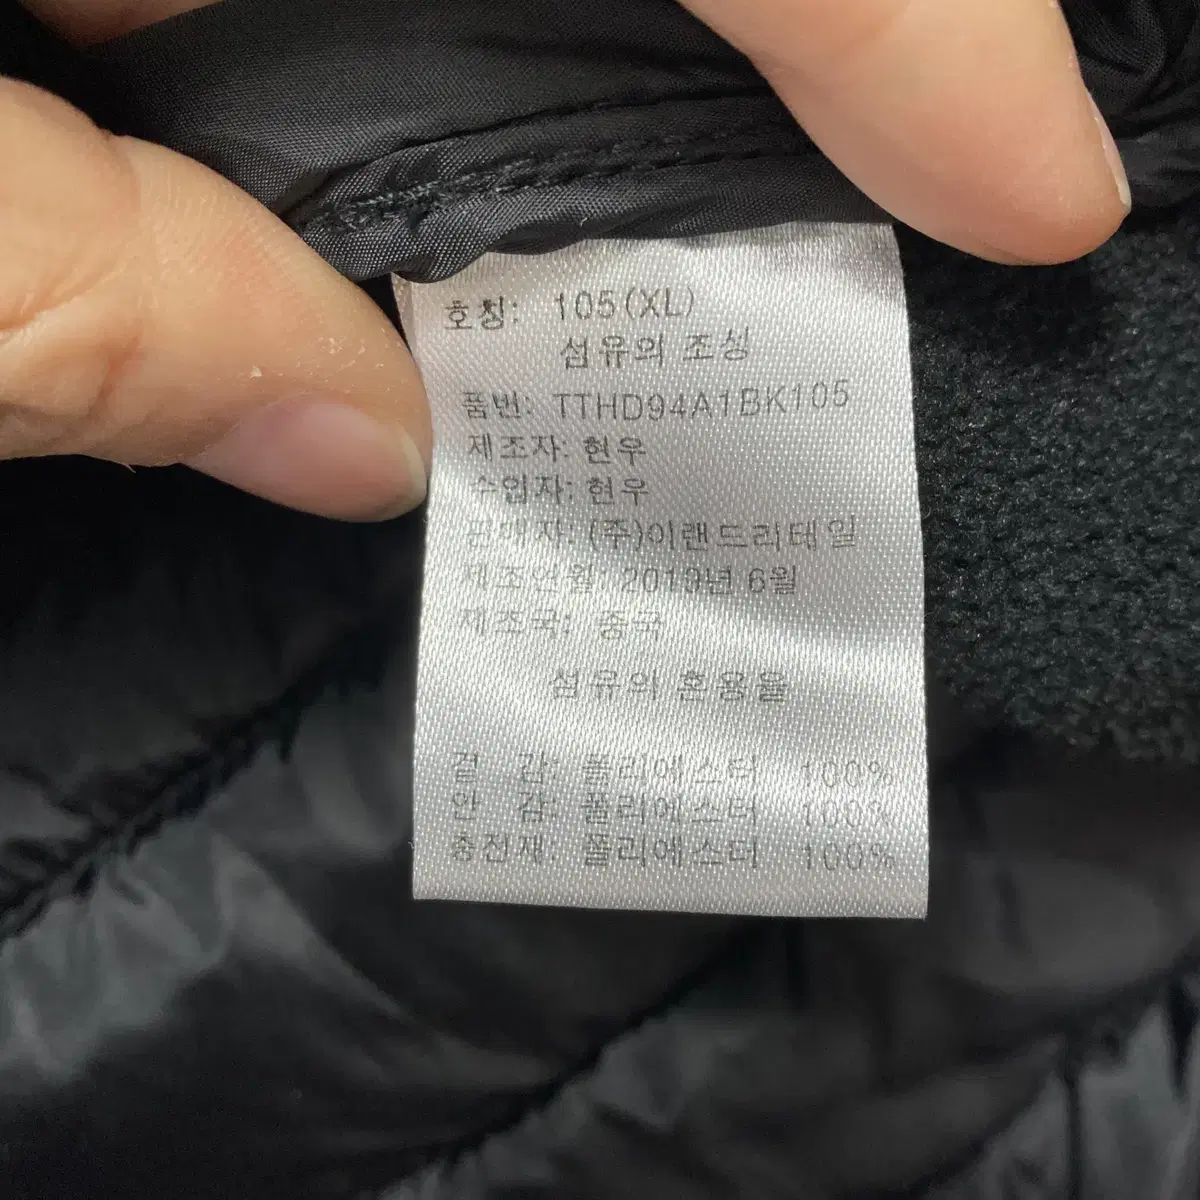 호칭: 105(XL)
섬유의 조성
품번: TTHD94A1BK105
제조자: 현우
수입자: 현우
판매자: (주)이랜드리테일
제조연월: 2019년 6월
제조국: 중국
섬유의 혼용율
겉 감: 폴리에스터 100%
안 감: 폴리에스터 100%
충진재: 폴리에스터 100%